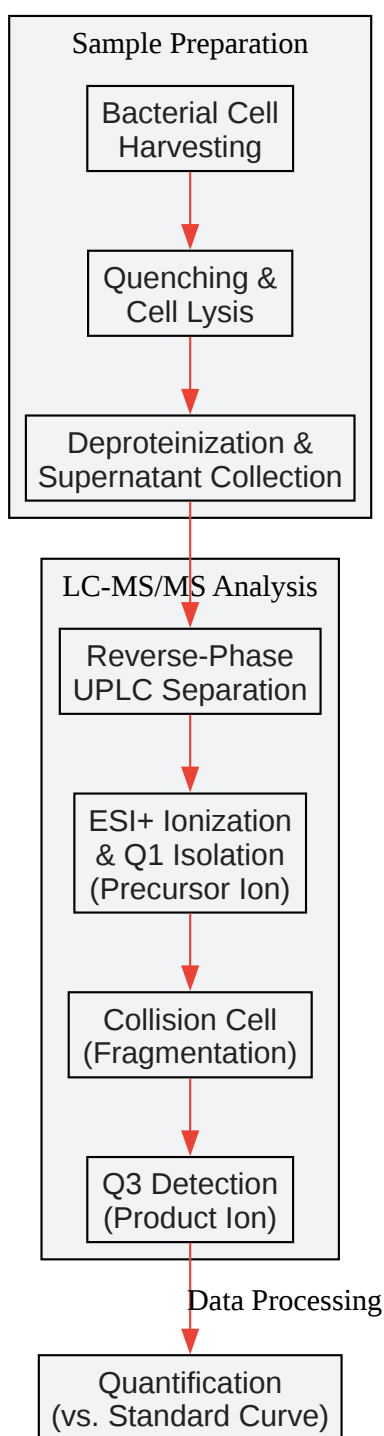 Sample Preparation
Bacterial Cell
Harvesting
Quenching &
Cell Lysis
Deproteinization &
Supernatant Collection
LC-MS/MS Analysis
Reverse-Phase
UPLC Separation
ESI+ Ionization
& Q1 Isolation
(Precursor Ion)
Collision Cell
(Fragmentation)
Q3 Detection
(Product Ion)
Data Processing
Quantification
(vs. Standard Curve)